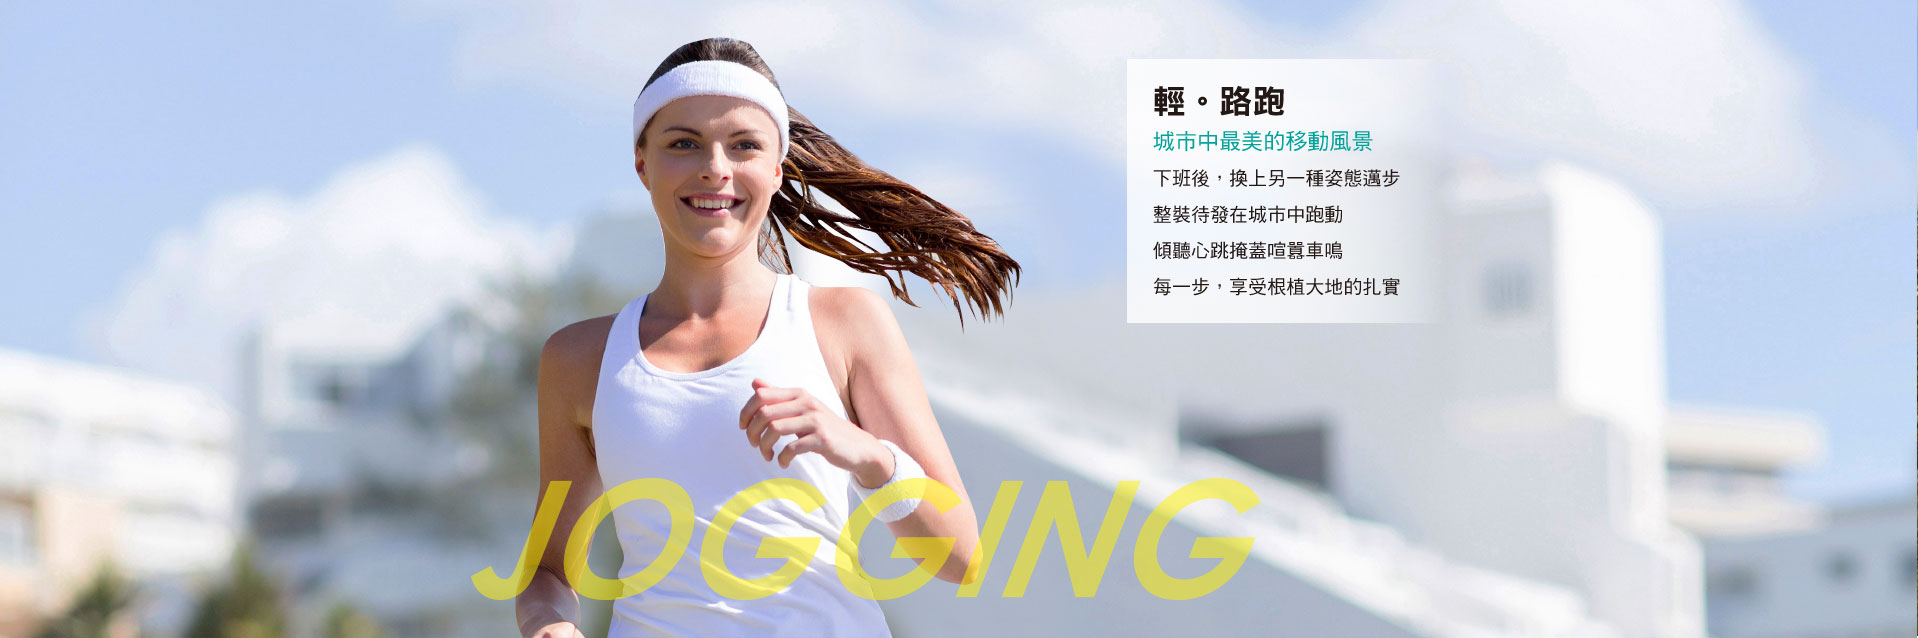 輕。路跑
城市中最美的移動風景
下班後，換上另一種姿態邁步
整裝待發在城市中跑動
傾聽心跳掩蓋喧囂車鳴
每一步，享受根植大地的扎實
JOGGING